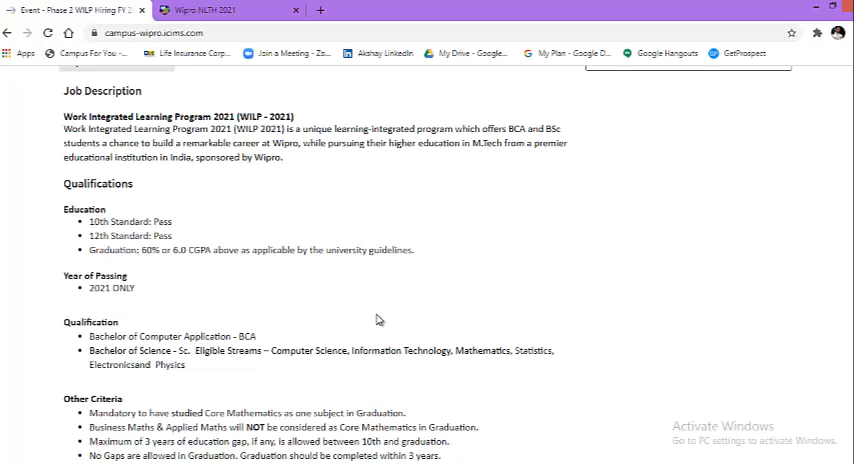 Event - Phase 2 WILP Hiring FY 2
Wipro NLTH 2021
campus-wipro.icims.com
Apps
Campus For You -...
Life Insurance Corp...
Join a Meeting - Zo...
Akshay LinkedIn
My Drive - Google...
My Plan - Google D...
Google Hangouts
GetProspect
Job Description
Work Integrated Learning Program 2021 (WILP - 2021)
Work Integrated Learning Program 2021 (WILP 2021) is a unique learning-integrated program which offers BCA and BSc
students a chance to build a remarkable career at Wipro, while pursuing their higher education in M.Tech from a premier
educational institution in India, sponsored by Wipro.
Qualifications
Education
10th Standard: Pass
12th Standard: Pass
Graduation: 60% or 6.0 CGPA above as applicable by the university guidelines.
Year of Passing
2021 ONLY
Qualification
Bachelor of Computer Application - BCA
Bachelor of Science - Sc. Eligible Streams – Computer Science, Information Technology, Mathematics, Statistics,
Electronicsand Physics
Other Criteria
Mandatory to have studied Core Mathematics as one subject in Graduation.
Business Maths & Applied Maths will NOT be considered as Core Mathematics in Graduation.
Maximum of 3 years of education gap, if any, is allowed between 10th and graduation.
No Gaps are allowed in Graduation. Graduation should be completed within 3 years.
Activate Windows
Go to PC settings to activate Windows.